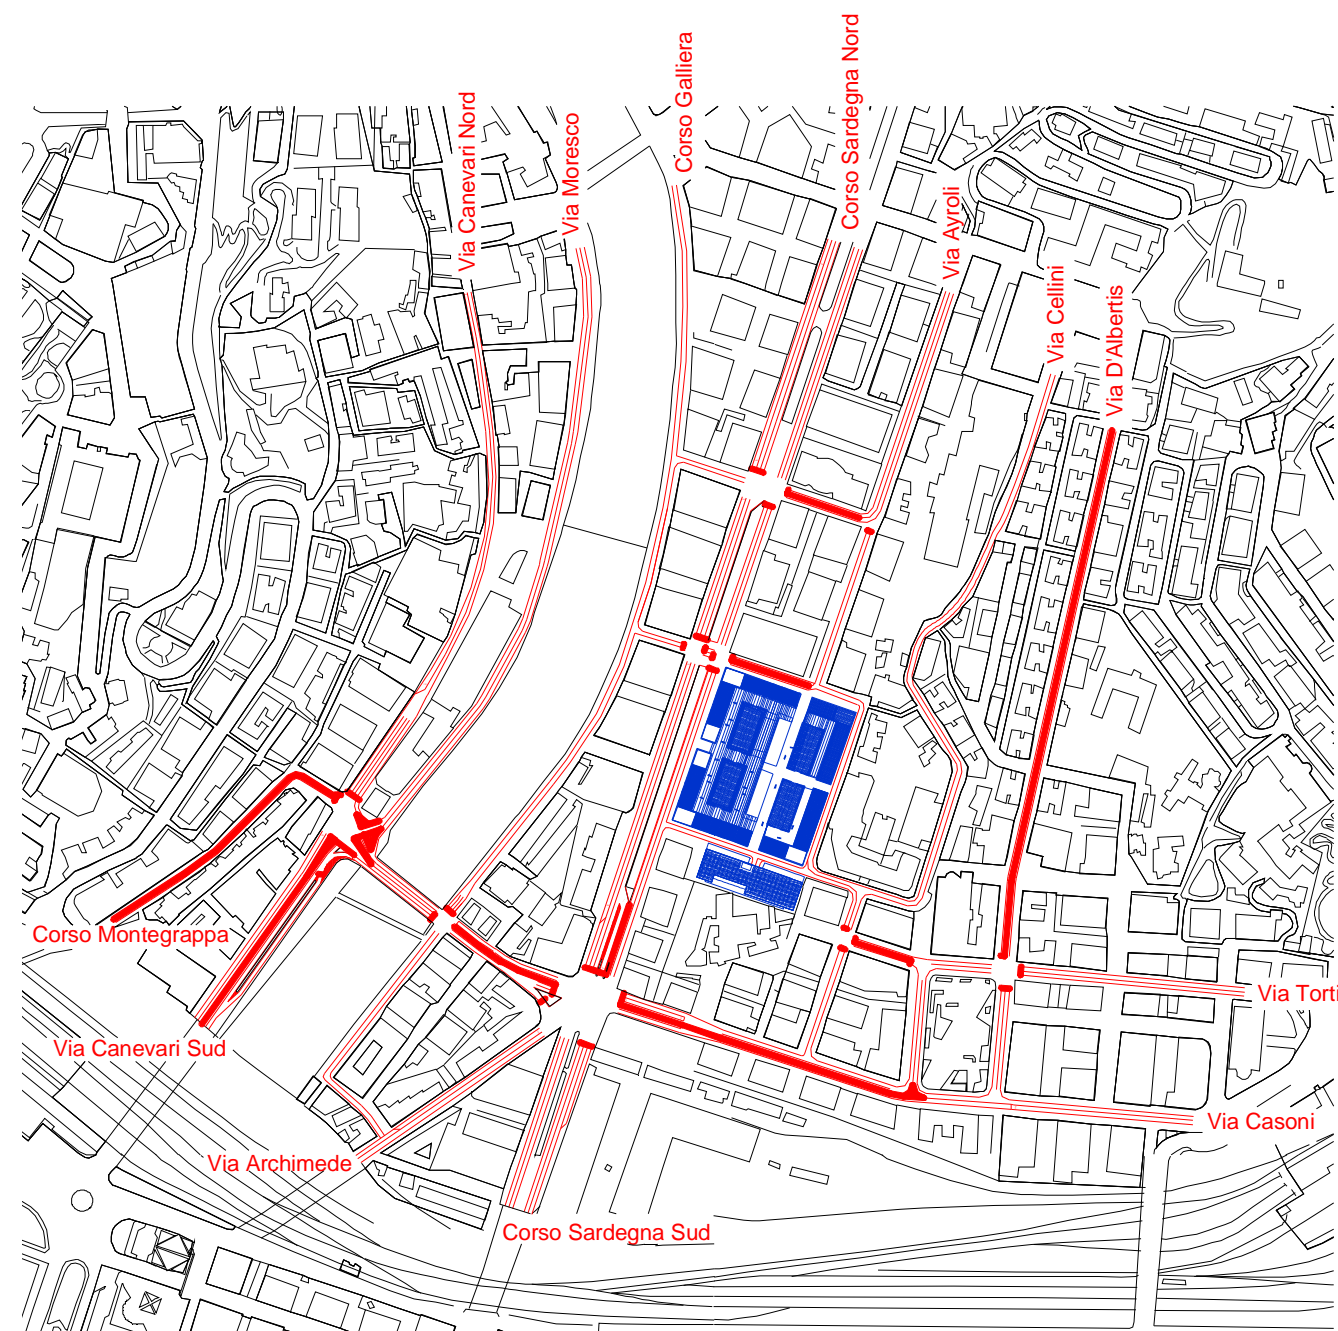 Corso Sardegna Nord
Corso Galliera
Via Canevari Nord
Via Moresco
Via Ayroli
Via Cellini
Via D'Albertis
Corso Montegrappa
Via Torti
Via Canevari Sud
Via Casoni
Via Archimede
Corso Sardegna Sud